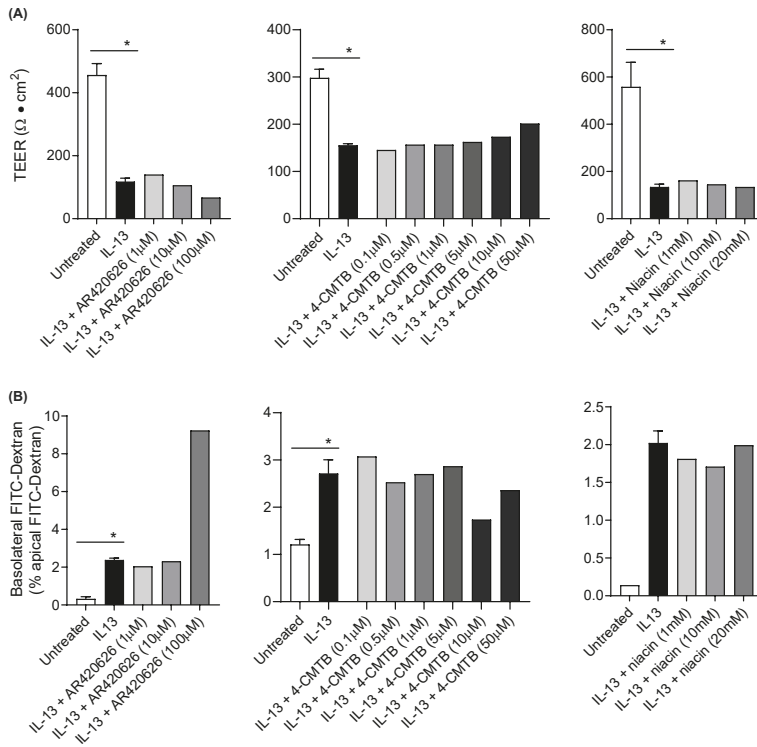 (A)
TEER (Ω • cm²)
600
400
200
0
*
Untreated
IL-13
IL-13 + AR420626 (1μM)
IL-13 + AR420626 (10μM)
IL-13 + AR420626 (100μM)
400
300
200
100
0
*
Untreated
IL-13
IL-13 + 4-CMTB (0.1μM)
IL-13 + 4-CMTB (0.5μM)
IL-13 + 4-CMTB (1μM)
IL-13 + 4-CMTB (5μM)
IL-13 + 4-CMTB (10μM)
IL-13 + 4-CMTB (50μM)
800
600
400
200
0
*
Untreated
IL-13
IL-13 + Niacin (1mM)
IL-13 + Niacin (10mM)
IL-13 + Niacin (20mM)
(B)
Basolateral FITC-Dextran
(% apical FITC-Dextran)
10
8
6
4
2
0
*
Untreated
IL13
IL-13 + AR420626 (1μM)
IL-13 + AR420626 (10μM)
IL-13 + AR420626 (100μM)
4
3
2
1
0
*
Untreated
IL-13
IL-13 + 4-CMTB (0.1μM)
IL-13 + 4-CMTB (0.5μM)
IL-13 + 4-CMTB (1μM)
IL-13 + 4-CMTB (5μM)
IL-13 + 4-CMTB (10μM)
IL-13 + 4-CMTB (50μM)
2.5
2.0
1.5
1.0
0.5
0.0
Untreated
IL-13
IL-13 + niacin (1mM)
IL-13 + niacin (10mM)
IL-13 + niacin (20mM)